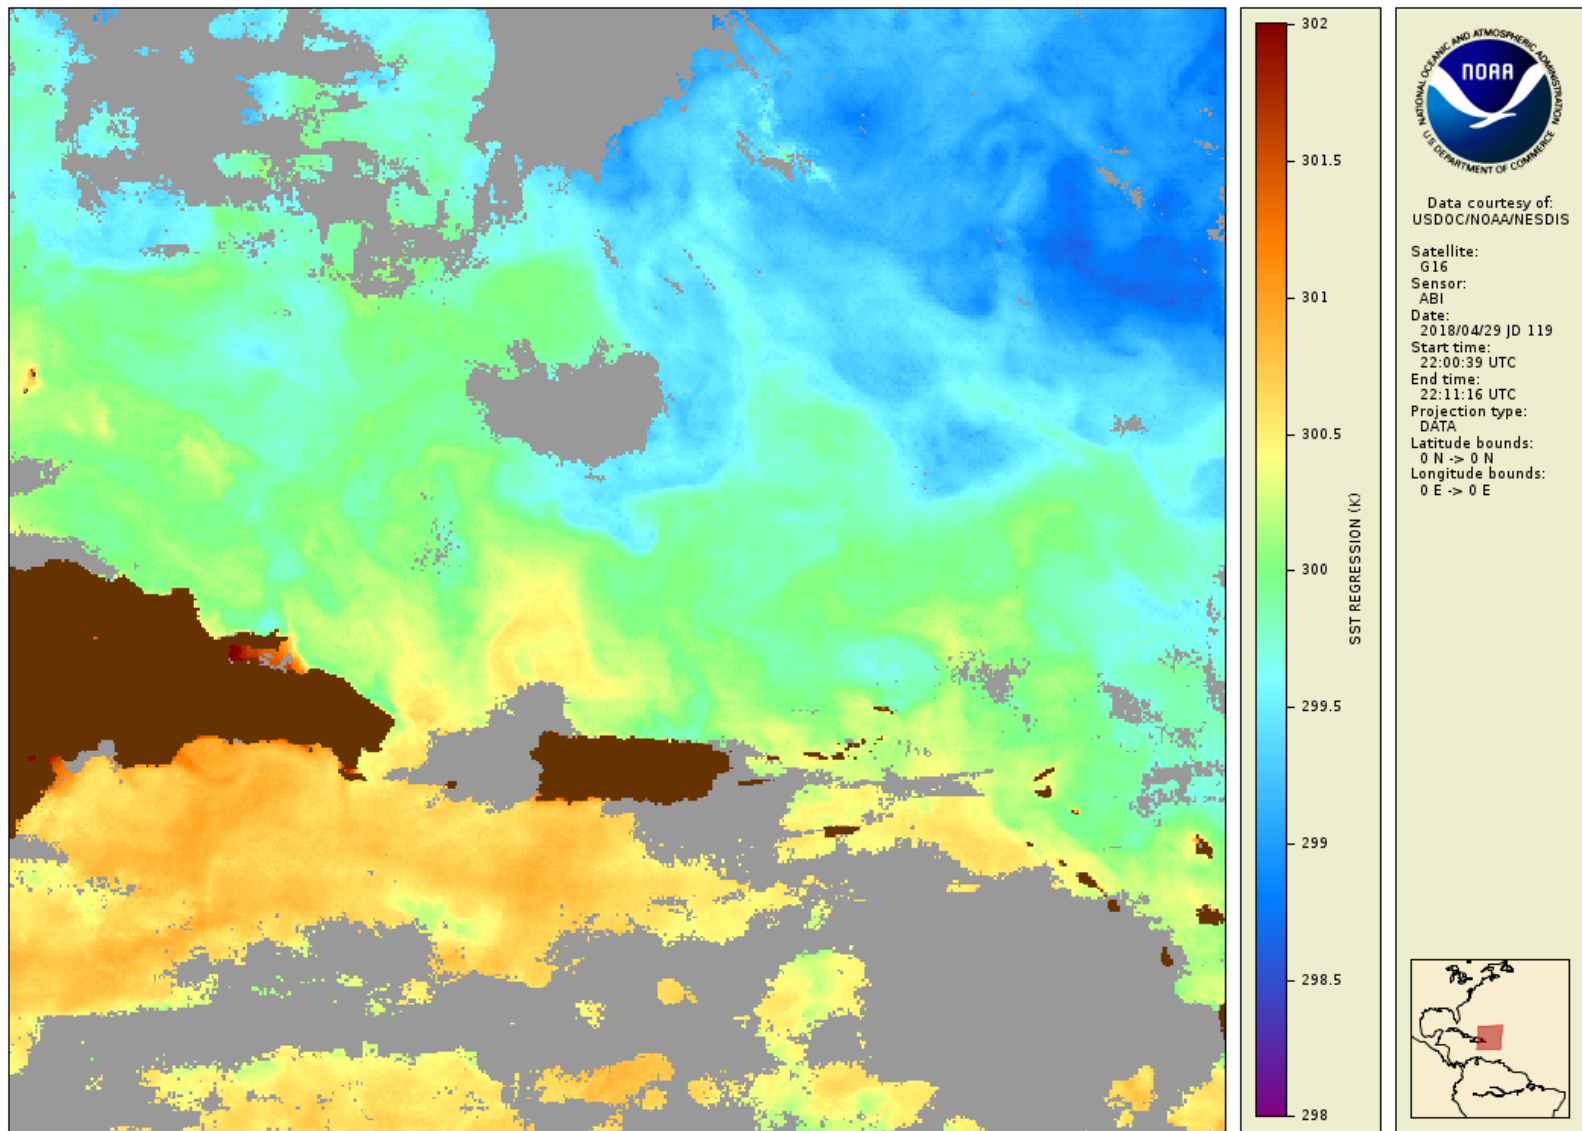 302
301.5
301
300.5
300
299.5
299
298.5
298
SST REGRESSION (K)
NATIONAL OCEANIC AND ATMOSPHERIC ADMINISTRATION
NOAA
U.S. DEPARTMENT OF COMMERCE
Data courtesy of:
USDOC/NOAA/NESDIS
Satellite:
G16
Sensor:
ABI
Date:
2018/04/29 JD 119
Start time:
22:00:39 UTC
End time:
22:11:16 UTC
Projection type:
DATA
Latitude bounds:
0 N -> 0 N
Longitude bounds:
0 E -> 0 E